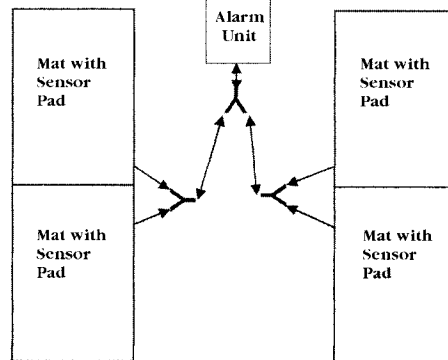 Alarm
Unit
Mat with
Sensor
Pad
Mat with
Sensor
Pad
Mat with
Sensor
Pad
Mat with
Sensor
Pad